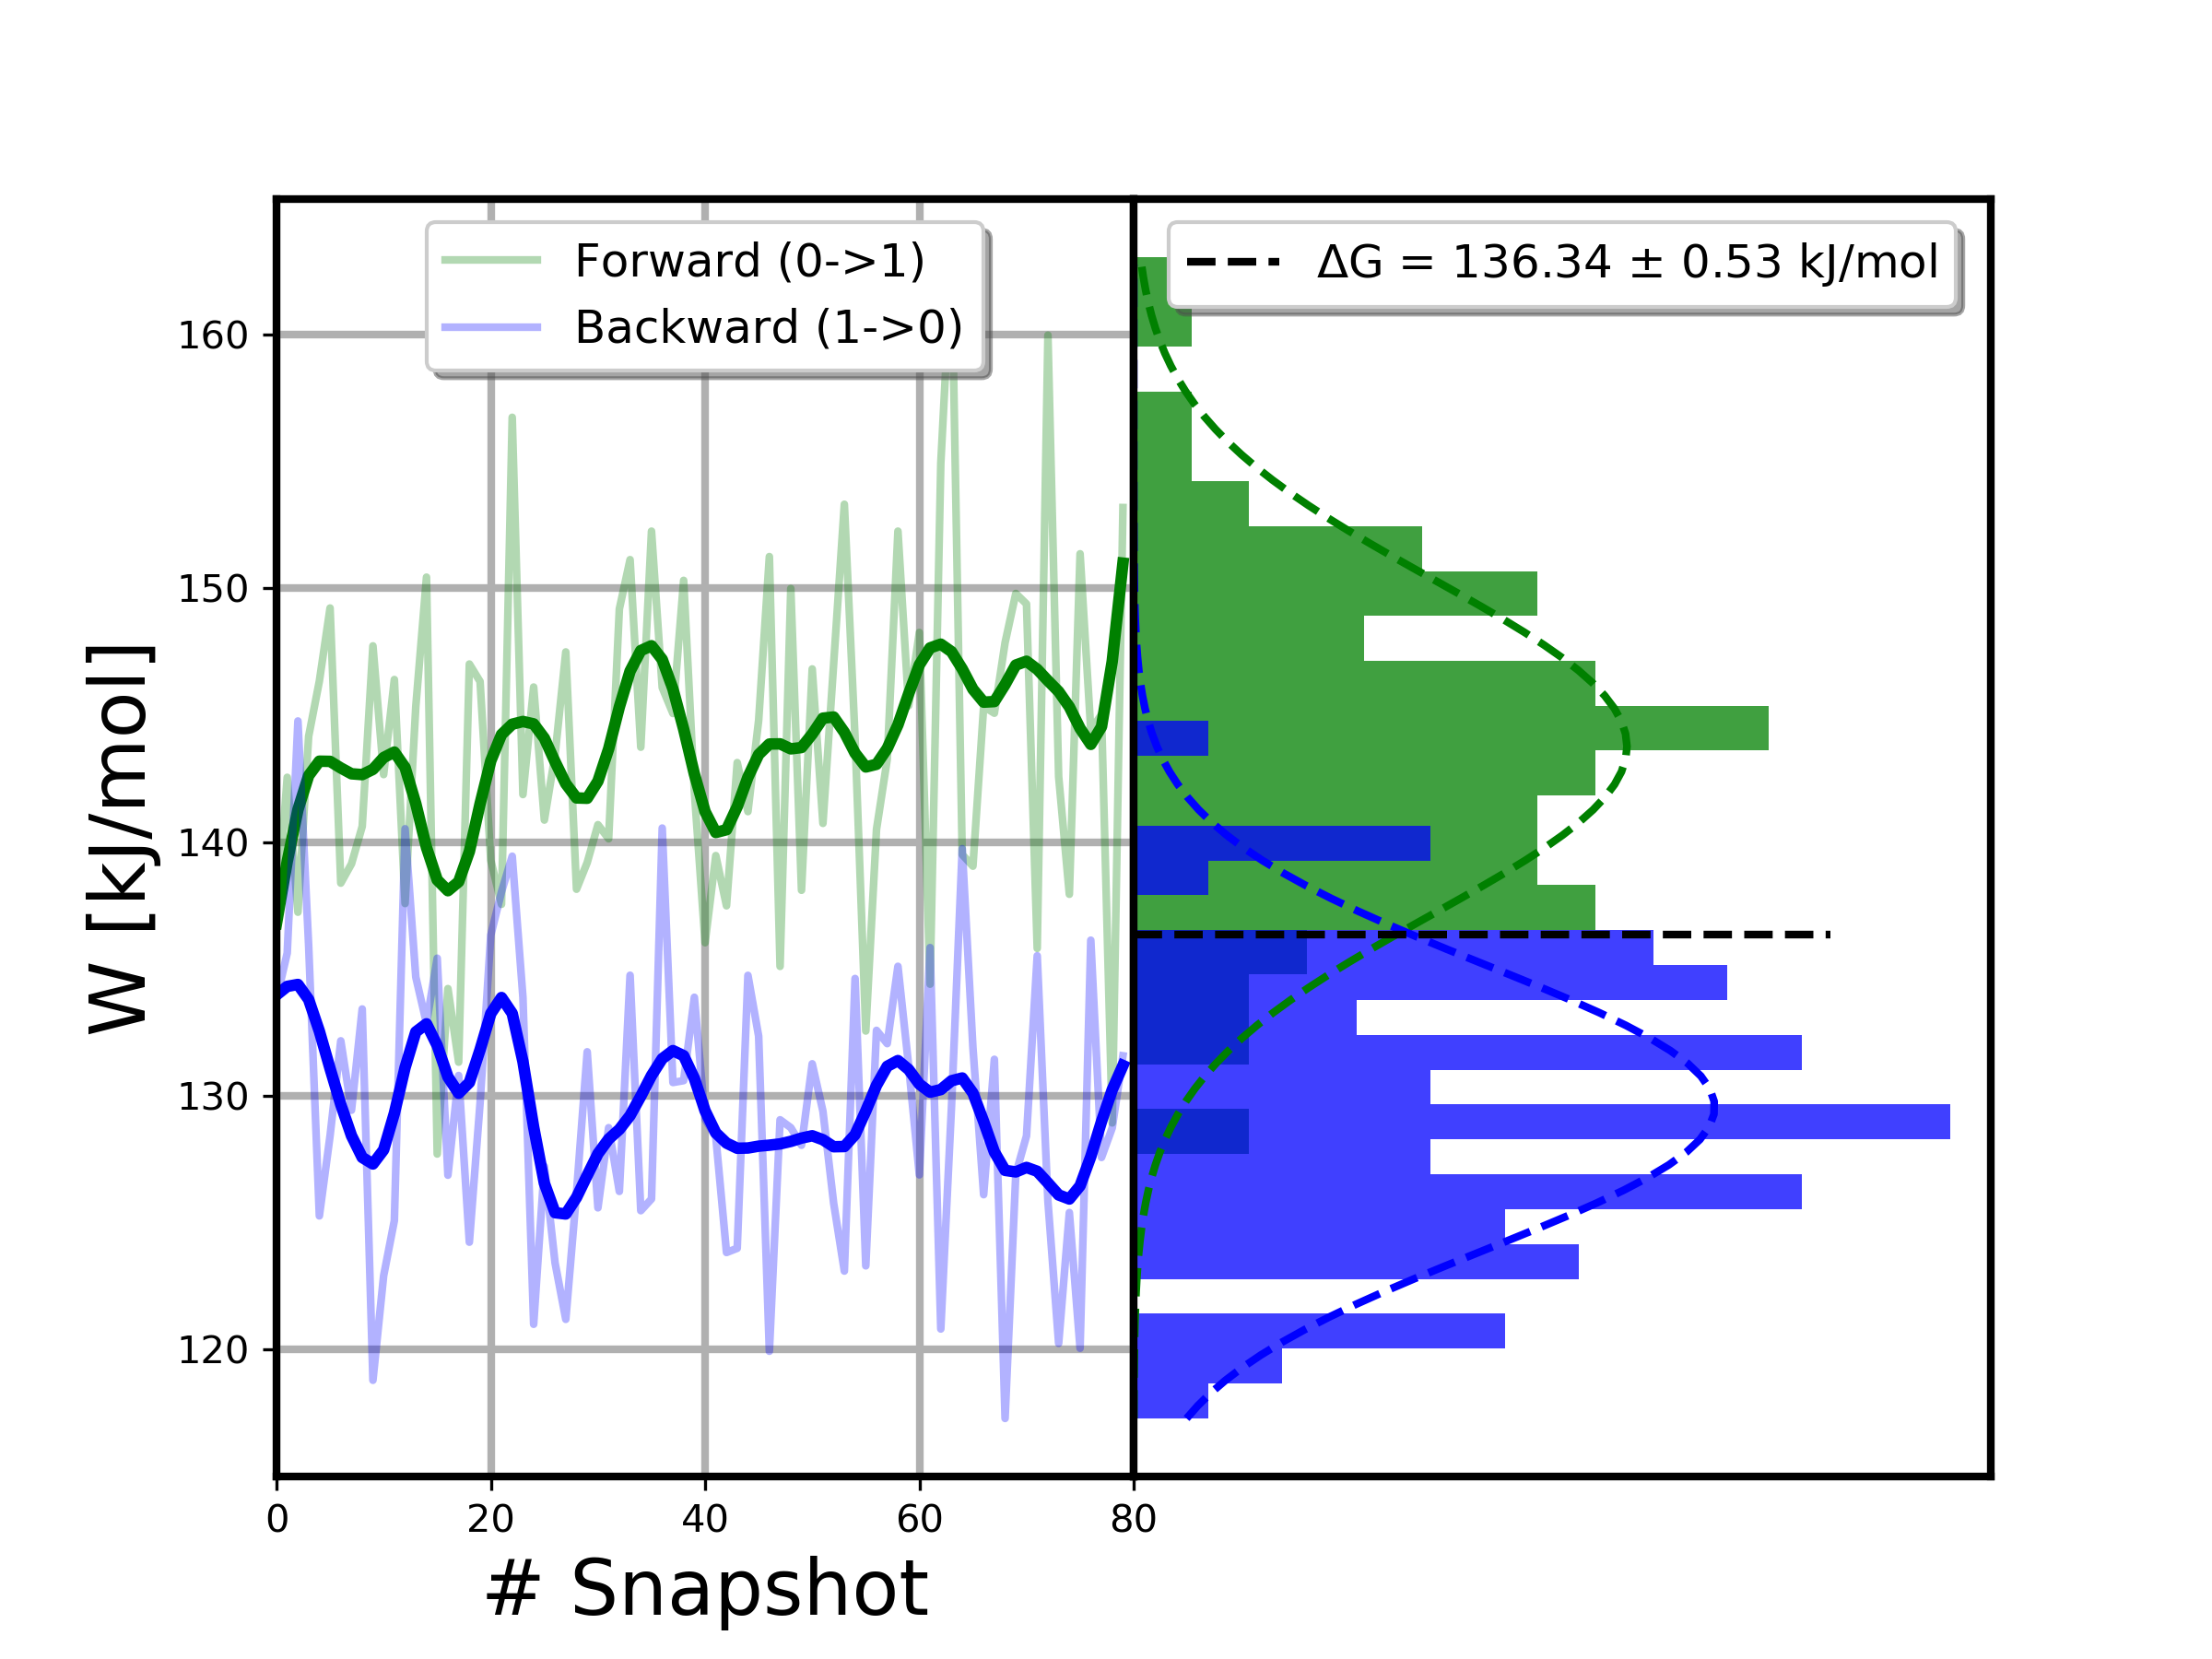 Forward (0->1)
Backward (1->0)
ΔG = 136.34 ± 0.53 kJ/mol
160
150
140
130
120
W [kJ/mol]
0 20 40 60 80
# Snapshot